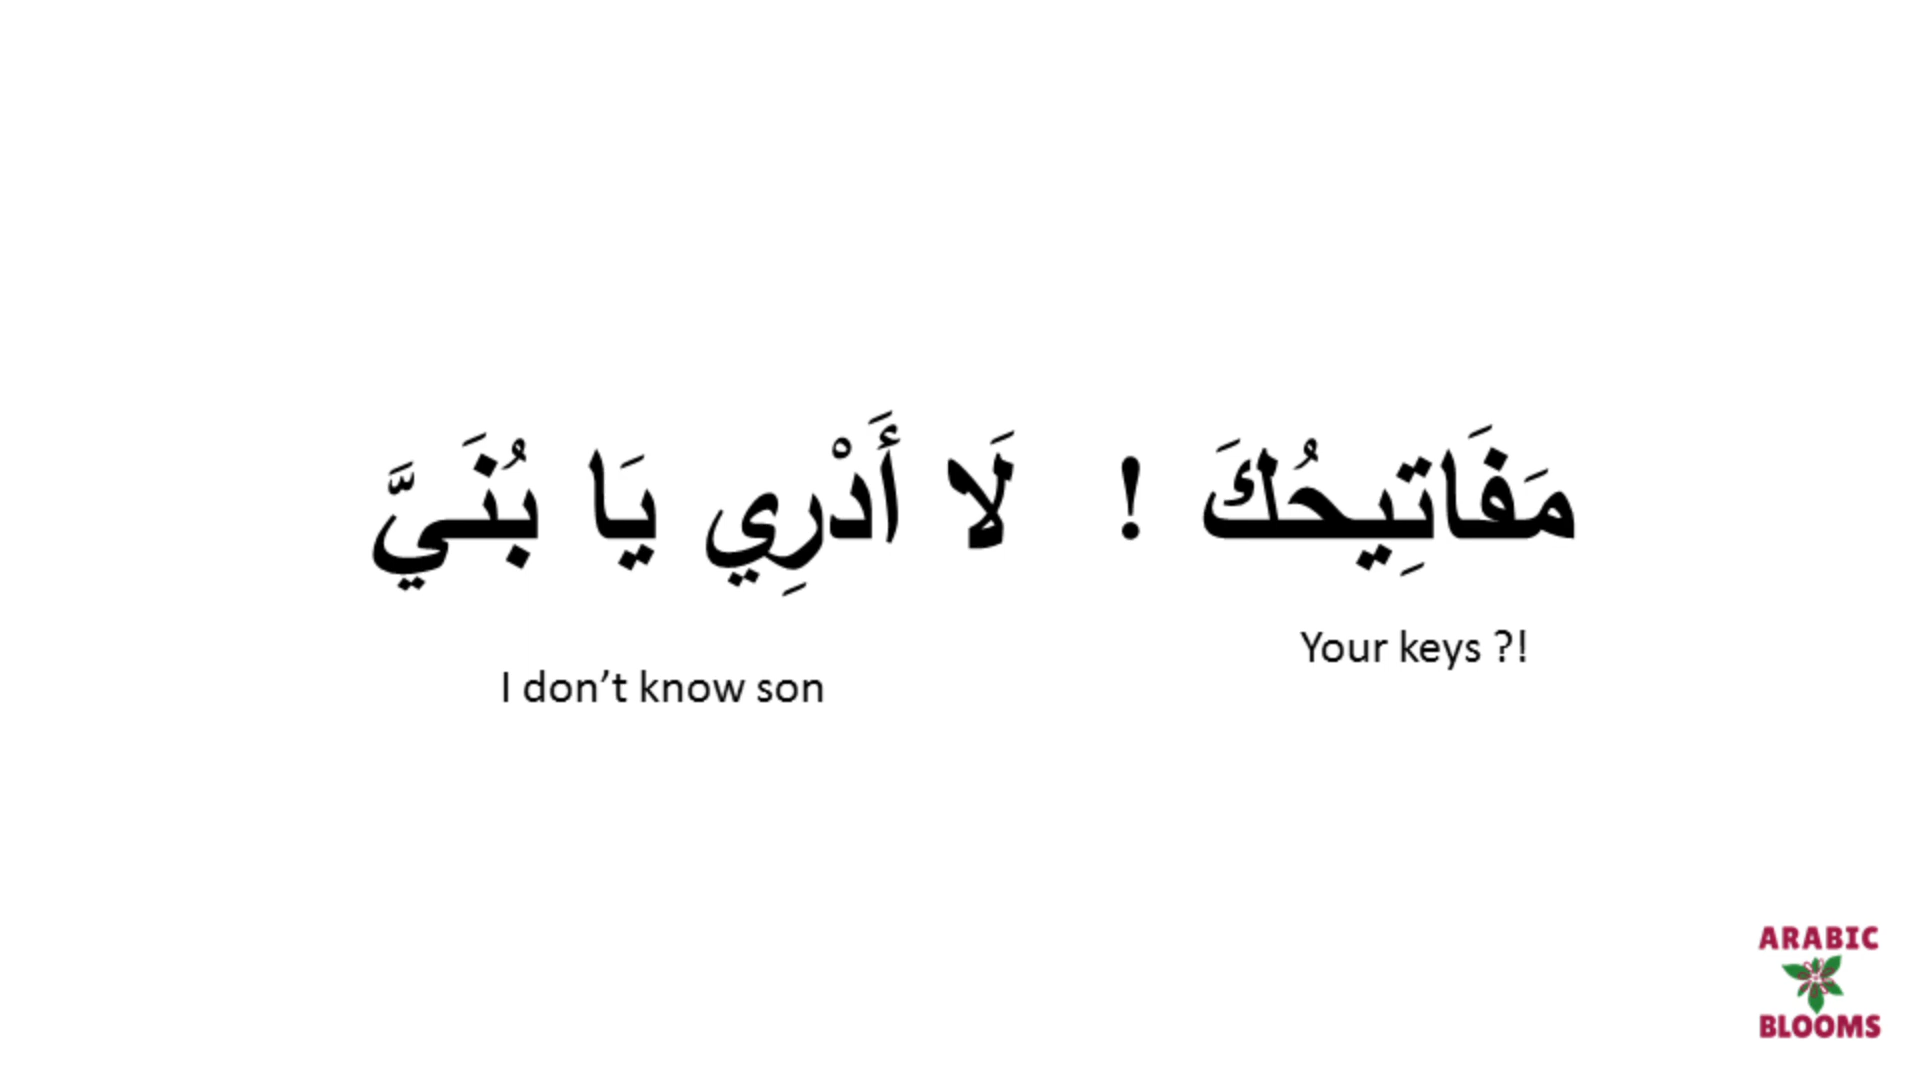 مَفَاتِيحُكَ ! لَا أَدْرِي يَا بُنَيَّ
Your keys ?!
I don’t know son
ARABIC
BLOOMS